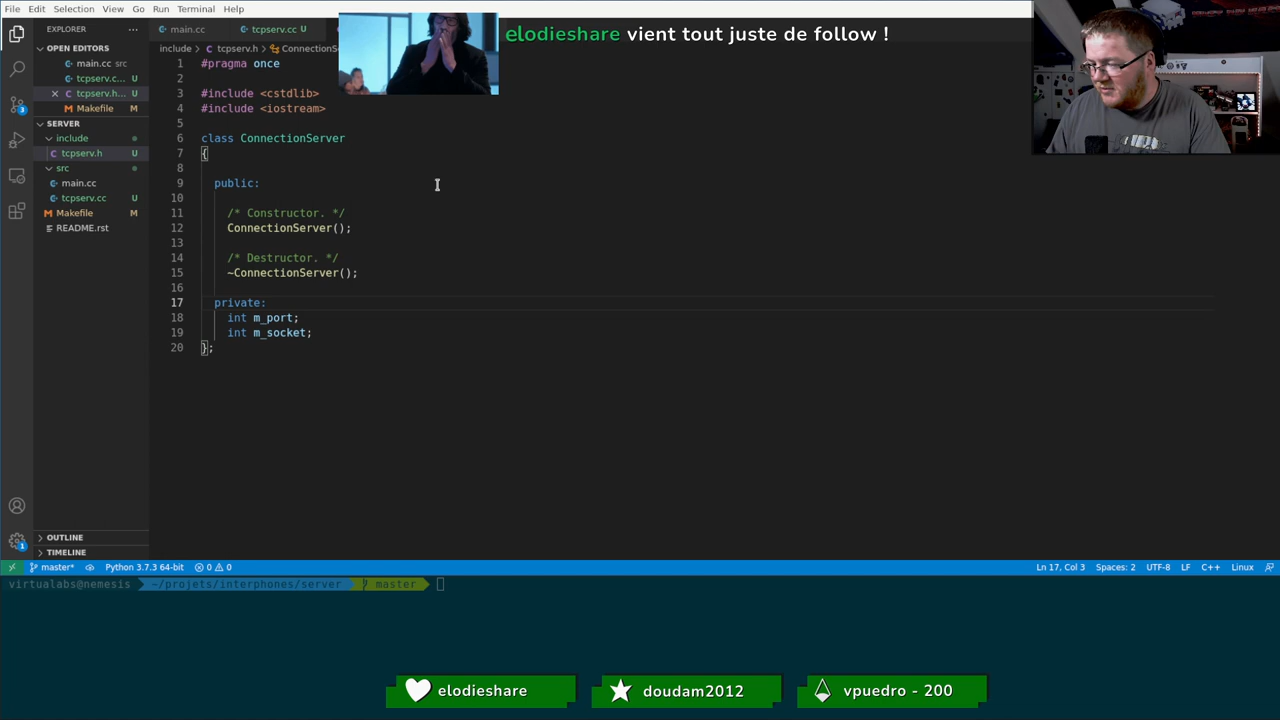 File Edit Selection View Go Run Terminal Help
elodieshare vient tout juste de follow !
EXPLORER
main.cc
tcpserv.cc U
OPEN EDITORS
main.cc src
tcpserv.c... U
tcpserv.h... U
Makefile M
SERVER
include
tcpserv.h U
src
main.cc
tcpserv.cc U
Makefile M
README.rst
OUTLINE
TIMELINE
include > tcpserv.h > ConnectionS
1 #pragma once
2
3 #include <cstdlib>
4 #include <iostream>
5
6 class ConnectionServer
7 {
8
9 public:
10
11 /* Constructor. */
12 ConnectionServer();
13
14 /* Destructor. */
15 ~ConnectionServer();
16
17 private:
18 int m_port;
19 int m_socket;
20 };
master* Python 3.7.3 64-bit 0 0 Ln 17, Col 3 Spaces: 2 UTF-8 LF C++ Linux
virtualabs@nemesis ~/projets/interphones/server master
elodieshare doudam2012 vpuedro - 200